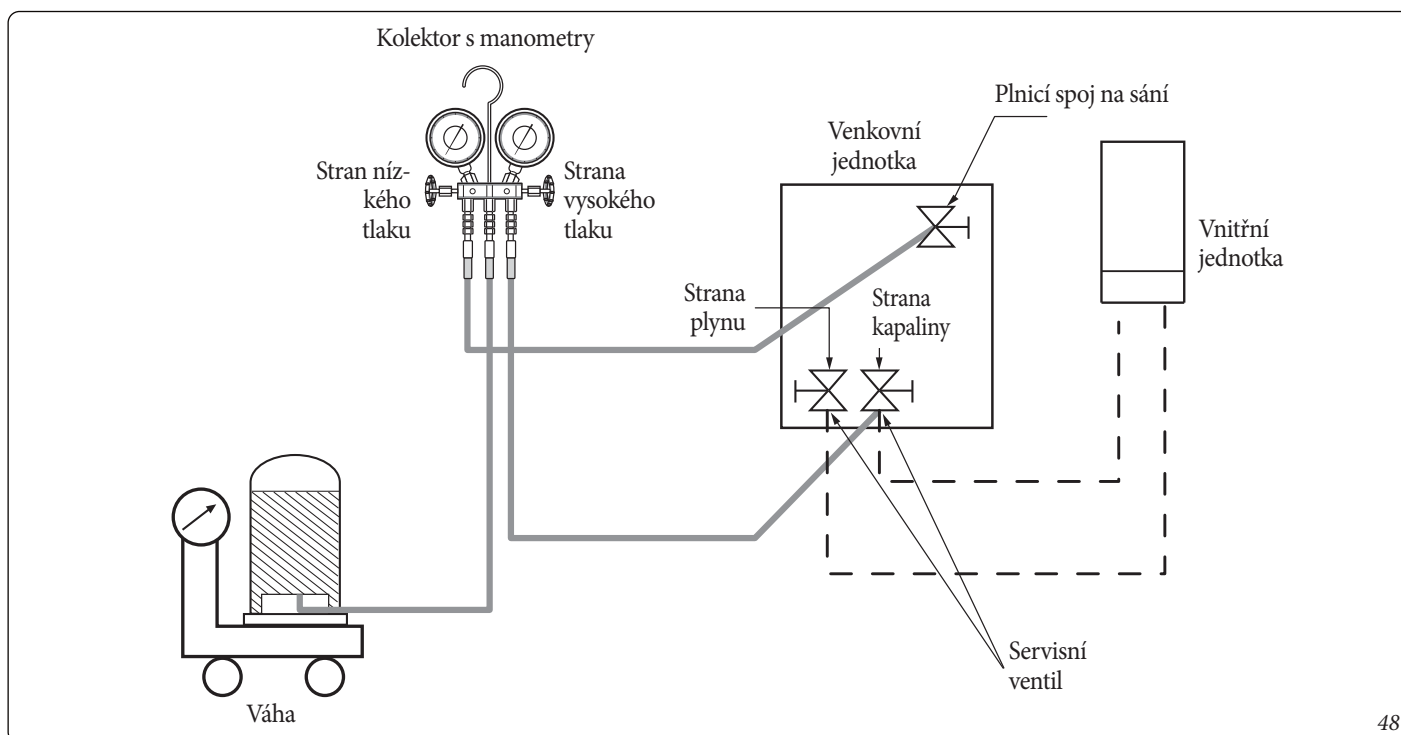 Kolektor s manometry
Stran níz-
kého
tlaku
Strana
vysokého
tlaku
Plnicí spoj na sání
Venkovní
jednotka
Vnitřní
jednotka
Strana
plynu
Strana
kapaliny
Servisní
ventil
Váha
48